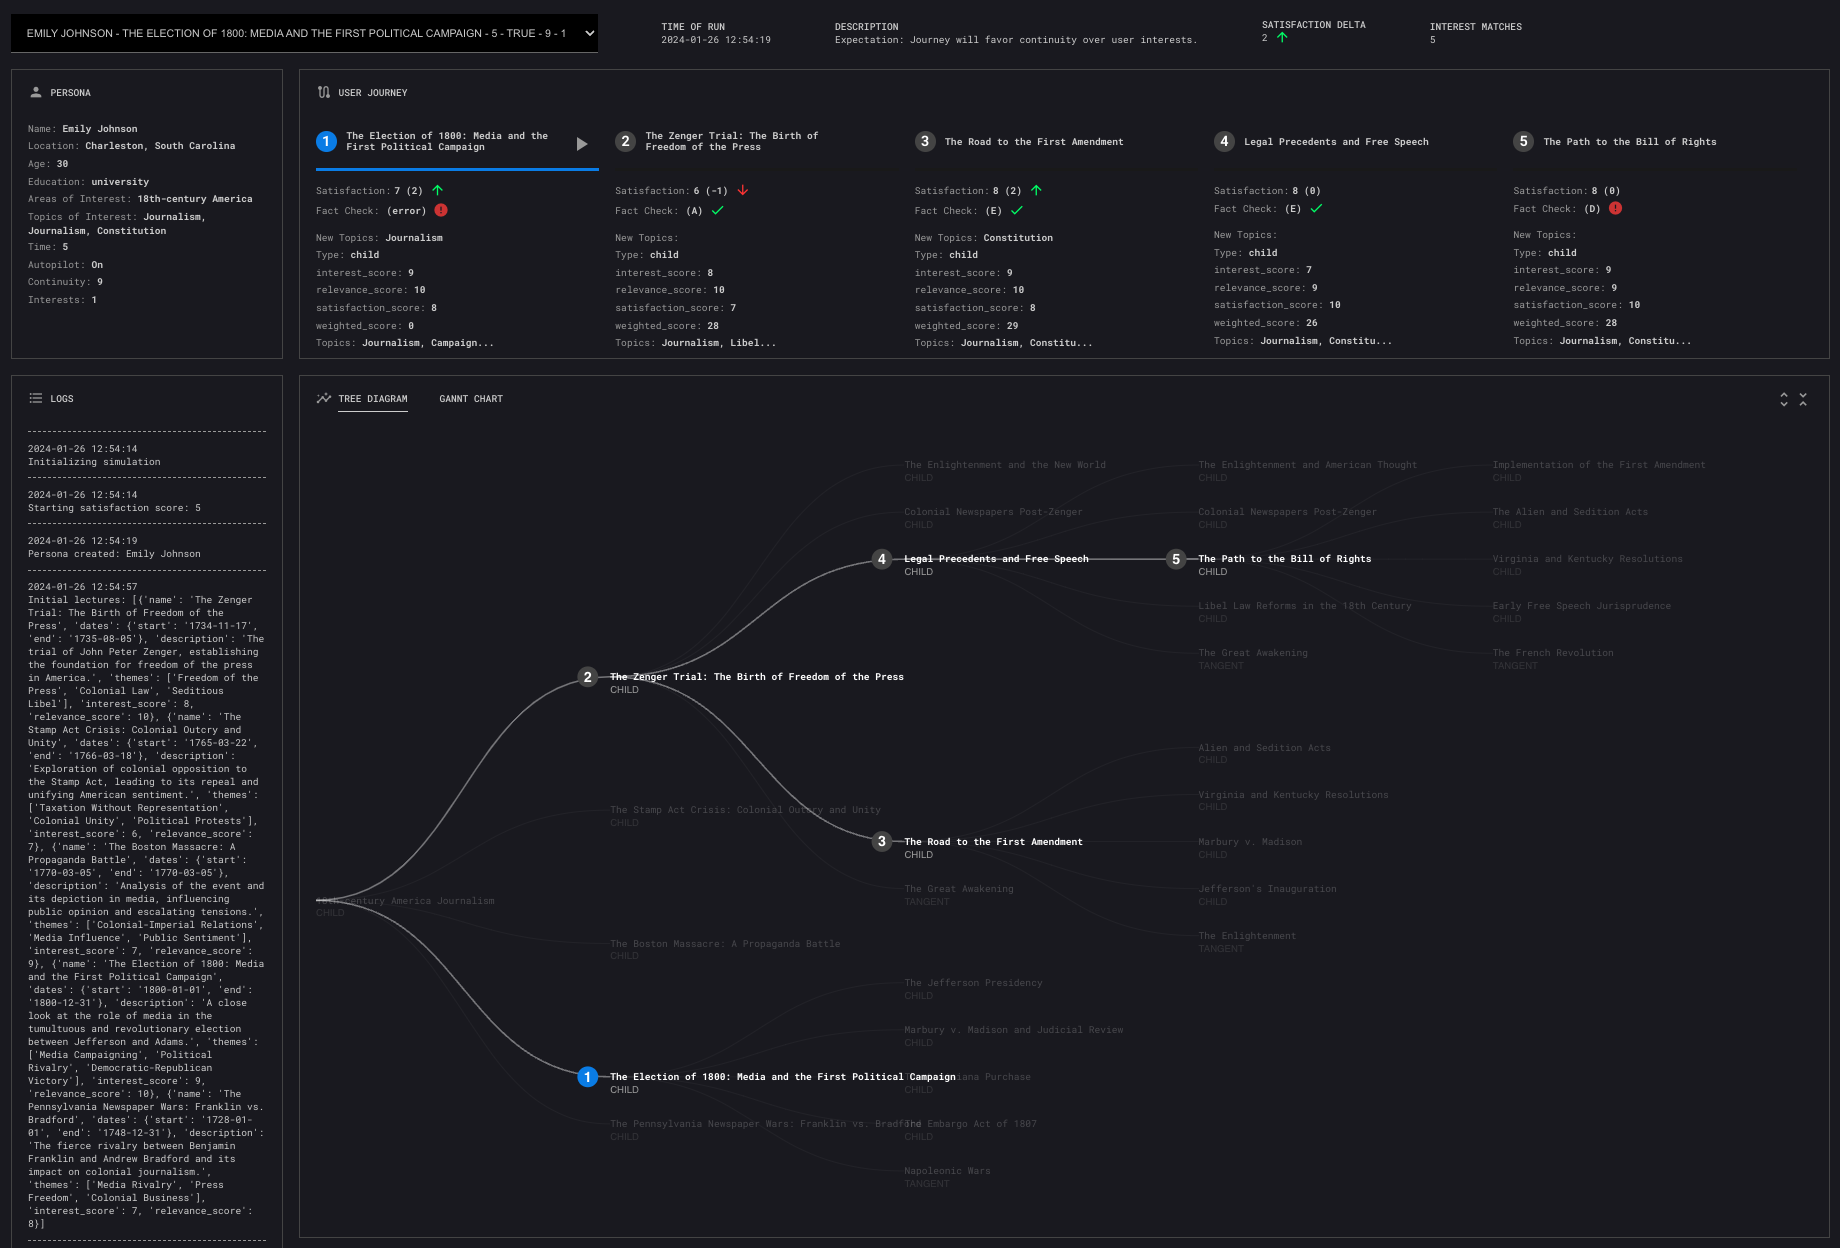 EMILY JOHNSON - THE ELECTION OF 1800: MEDIA AND THE FIRST POLITICAL CAMPAIGN - 5 - TRUE - 9 - 1
TIME OF RUN
2024-01-26 12:54:19
DESCRIPTION
Expectation: Journey will favor continuity over user interests.
SATISFACTION DELTA
2
INTEREST MATCHES
5
PERSONA
Name: Emily Johnson
Location: Charleston, South Carolina
Age: 30
Education: university
Areas of Interest: 18th-century America
Topics of Interest: Journalism,
Journalism, Constitution
Time: 5
Autopilot: On
Continuity: 9
Interests: 1
USER JOURNEY
1
The Election of 1800: Media and the
First Political Campaign
Satisfaction: 7 (2)
Fact Check: (error)
New Topics: Journalism
Type: child
interest_score: 9
relevance_score: 10
satisfaction_score: 8
weighted_score: 0
Topics: Journalism, Campaign...
2
The Zenger Trial: The Birth of
Freedom of the Press
Satisfaction: 6 (-1)
Fact Check: (A)
New Topics:
Type: child
interest_score: 8
relevance_score: 10
satisfaction_score: 7
weighted_score: 28
Topics: Journalism, Libel...
3
The Road to the First Amendment
Satisfaction: 8 (2)
Fact Check: (E)
New Topics: Constitution
Type: child
interest_score: 9
relevance_score: 10
satisfaction_score: 8
weighted_score: 29
Topics: Journalism, Constitu...
4
Legal Precedents and Free Speech
Satisfaction: 8 (0)
Fact Check: (E)
New Topics:
Type: child
interest_score: 7
relevance_score: 9
satisfaction_score: 10
weighted_score: 26
Topics: Journalism, Constitu...
5
The Path to the Bill of Rights
Satisfaction: 8 (0)
Fact Check: (D)
New Topics:
Type: child
interest_score: 9
relevance_score: 9
satisfaction_score: 10
weighted_score: 28
Topics: Journalism, Constitu...
LOGS
2024-01-26 12:54:14
Initializing simulation
2024-01-26 12:54:14
Starting satisfaction score: 5
2024-01-26 12:54:19
Persona created: Emily Johnson
2024-01-26 12:54:57
Initial lectures: [{'name': 'The Zenger
Trial: The Birth of Freedom of the
Press', 'dates': {'start': '1734-11-17',
'end': '1735-08-05'}, 'description': 'The
trial of John Peter Zenger, establishing
the foundation for freedom of the press
in America.', 'themes': ['Freedom of the
Press', 'Colonial Law', 'Seditious
Libel'], 'interest_score': 8,
'relevance_score': 10}, {'name': 'The
Stamp Act Crisis: Colonial Outcry and
Unity', 'dates': {'start': '1765-03-22',
'end': '1766-03-18'}, 'description':
'Exploration of colonial opposition to
the Stamp Act, leading to its repeal and
unifying American sentiment.', 'themes':
['Taxation Without Representation',
'Colonial Unity', 'Political Protests'],
'interest_score': 6, 'relevance_score':
7}, {'name': 'The Boston Massacre: A
Propaganda Battle', 'dates': {'start':
'1770-03-05', 'end': '1770-03-05'},
'description': 'Analysis of the event and
its depiction in media, influencing
public opinion and escalating tensions.',
'themes': ['Colonial-Imperial Relations',
'Media Influence', 'Public Sentiment'],
'interest_score': 7, 'relevance_score':
9}, {'name': 'The Election of 1800: Media
and the First Political Campaign',
'dates': {'start': '1800-01-01', 'end':
'1800-12-31'}, 'description': 'A close
look at the role of media in the
tumultuous and revolutionary election
between Jefferson and Adams.', 'themes':
['Media Campaigning', 'Political
Rivalry', 'Democratic-Republican
Victory'], 'interest_score': 9,
'relevance_score': 10}, {'name': 'The
Pennsylvania Newspaper Wars: Franklin vs.
Bradford', 'dates': {'start': '1728-01-
01', 'end': '1748-12-31'}, 'description':
'The fierce rivalry between Benjamin
Franklin and Andrew Bradford and its
impact on colonial journalism.',
'themes': ['Media Rivalry', 'Press
Freedom', 'Colonial Business'],
'interest_score': 7, 'relevance_score':
8}]
TREE DIAGRAM
GANNT CHART
18th-century America Journalism
CHILD
2
The Zenger Trial: The Birth of Freedom of the Press
CHILD
The Stamp Act Crisis: Colonial Outcry and Unity
CHILD
The Boston Massacre: A Propaganda Battle
CHILD
1
The Election of 1800: Media and the First Political Campaign
CHILD
The Pennsylvania Newspaper Wars: Franklin vs. Bradford
CHILD
The Enlightenment and the New World
CHILD
Colonial Newspapers Post-Zenger
CHILD
4
Legal Precedents and Free Speech
CHILD
3
The Road to the First Amendment
CHILD
The Great Awakening
TANGENT
The Jefferson Presidency
CHILD
Marbury v. Madison and Judicial Review
CHILD
Purchase
CHILD
The Embargo Act of 1807
CHILD
Napoleonic Wars
TANGENT
The Enlightenment and American Thought
CHILD
Colonial Newspapers Post-Zenger
CHILD
5
The Path to the Bill of Rights
CHILD
Libel Law Reforms in the 18th Century
CHILD
The Great Awakening
TANGENT
Alien and Sedition Acts
CHILD
Virginia and Kentucky Resolutions
CHILD
Marbury v. Madison
CHILD
Jefferson's Inauguration
CHILD
The Enlightenment
TANGENT
Implementation of the First Amendment
CHILD
The Alien and Sedition Acts
CHILD
Virginia and Kentucky Resolutions
CHILD
Early Free Speech Jurisprudence
CHILD
The French Revolution
TANGENT